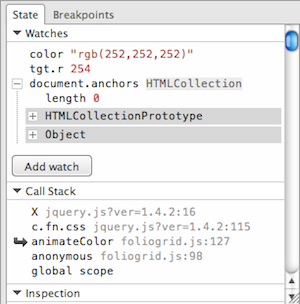 State Breakpoints
Watches
color "rgb(252,252,252)"
tgt.r 254
document.anchors HTMLCollection
length 0
HTMLCollectionPrototype
Object
Add watch
Call Stack
X jquery.js?ver=1.4.2:16
c.fn.css jquery.js?ver=1.4.2:115
animateColor foliogrid.js:127
anonymous foliogrid.js:98
global scope
Inspection